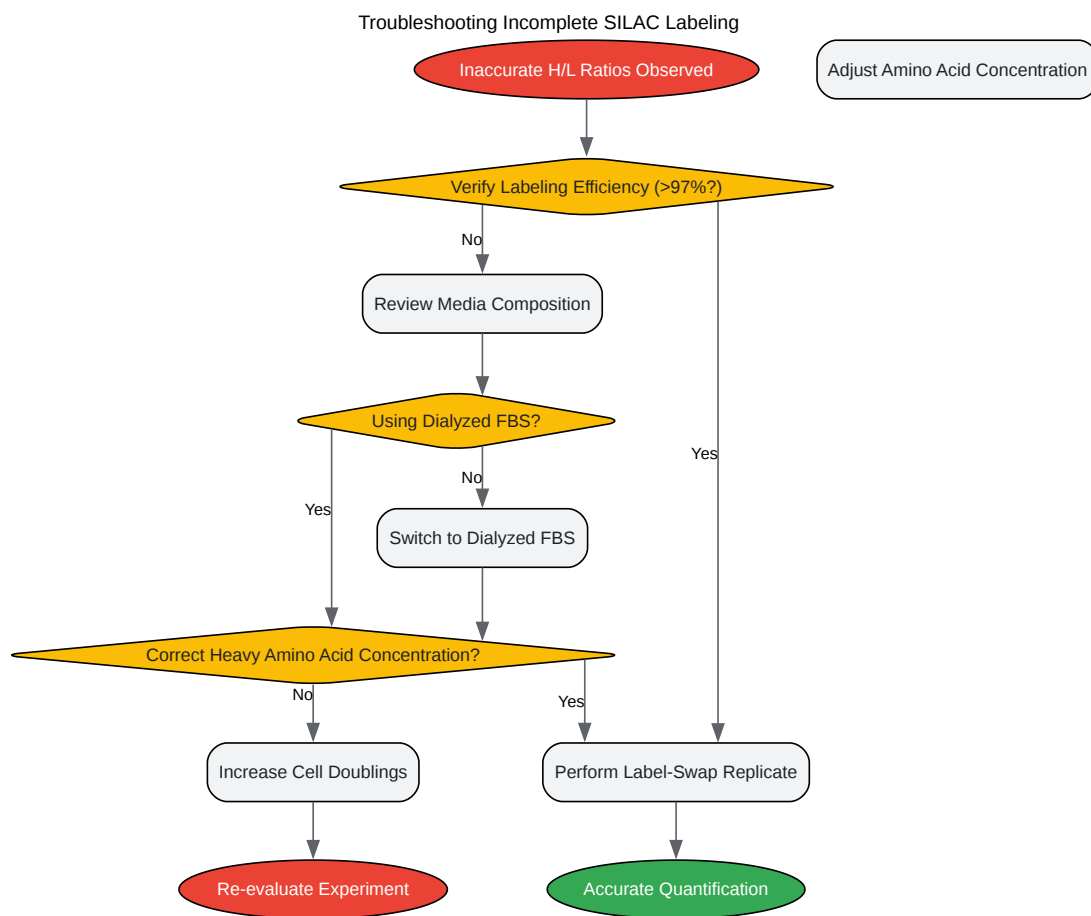 Troubleshooting Incomplete SILAC Labeling
Inaccurate H/L Ratios Observed
Adjust Amino Acid Concentration
Verify Labeling Efficiency (>97%?)
No
Review Media Composition
Using Dialyzed FBS?
Yes
No
Yes
Switch to Dialyzed FBS
Correct Heavy Amino Acid Concentration?
No
Yes
Increase Cell Doublings
Perform Label-Swap Replicate
Re-evaluate Experiment
Accurate Quantification